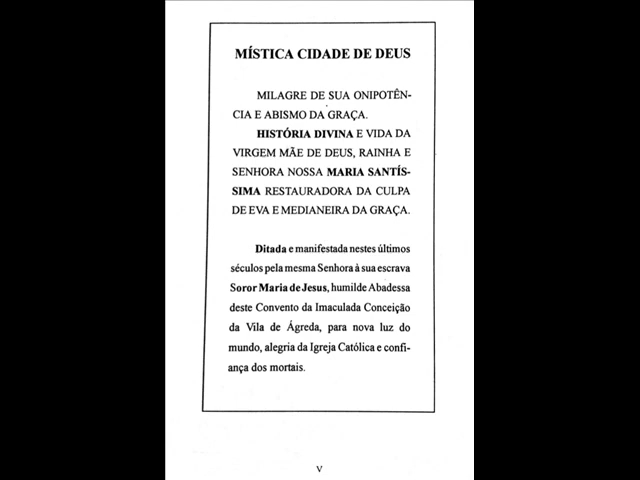 MÍSTICA CIDADE DE DEUS
MILAGRE DE SUA ONIPOTÊN-
CIA E ABISMO DA GRAÇA.
HISTÓRIA DIVINA E VIDA DA
VIRGEM MÃE DE DEUS, RAINHA E
SENHORA NOSSA MARIA SANTÍS-
SIMA RESTAURADORA DA CULPA
DE EVA E MEDIANEIRA DA GRAÇA.
Ditada e manifestada nestes últimos
séculos pela mesma Senhora à sua escrava
Soror Maria de Jesus, humilde Abadessa
deste Convento da Imaculada Conceição
da Vila de Ágreda, para nova luz do
mundo, alegria da Igreja Católica e confi-
ança dos mortais.
V